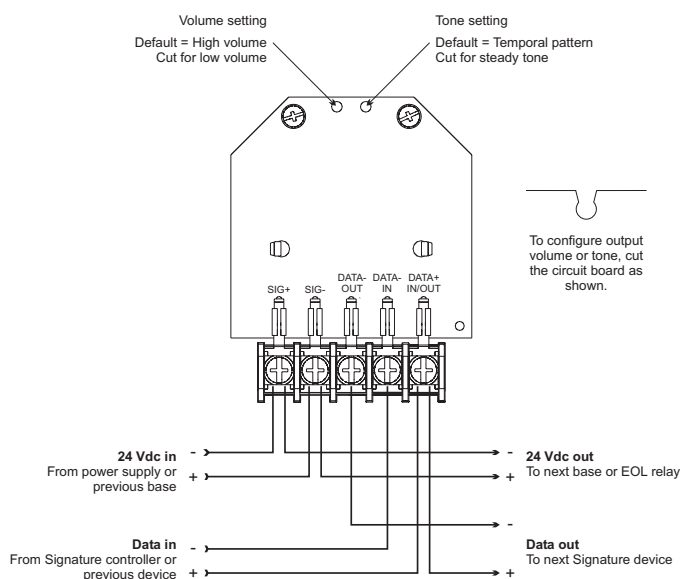 Volume setting
Default = High volume
Cut for low volume
Tone setting
Default = Temporal pattern
Cut for steady tone
To configure output
volume or tone, cut
the circuit board as
shown.
SIG+ SIG- DATA- OUT DATA- IN DATA+ IN/OUT
24 Vdc in
From power supply or
previous base
-
+
-
+
24 Vdc out
To next base or EOL relay
Data in
From Signature controller or
previous device
-
+
-
+
Data out
To next Signature device